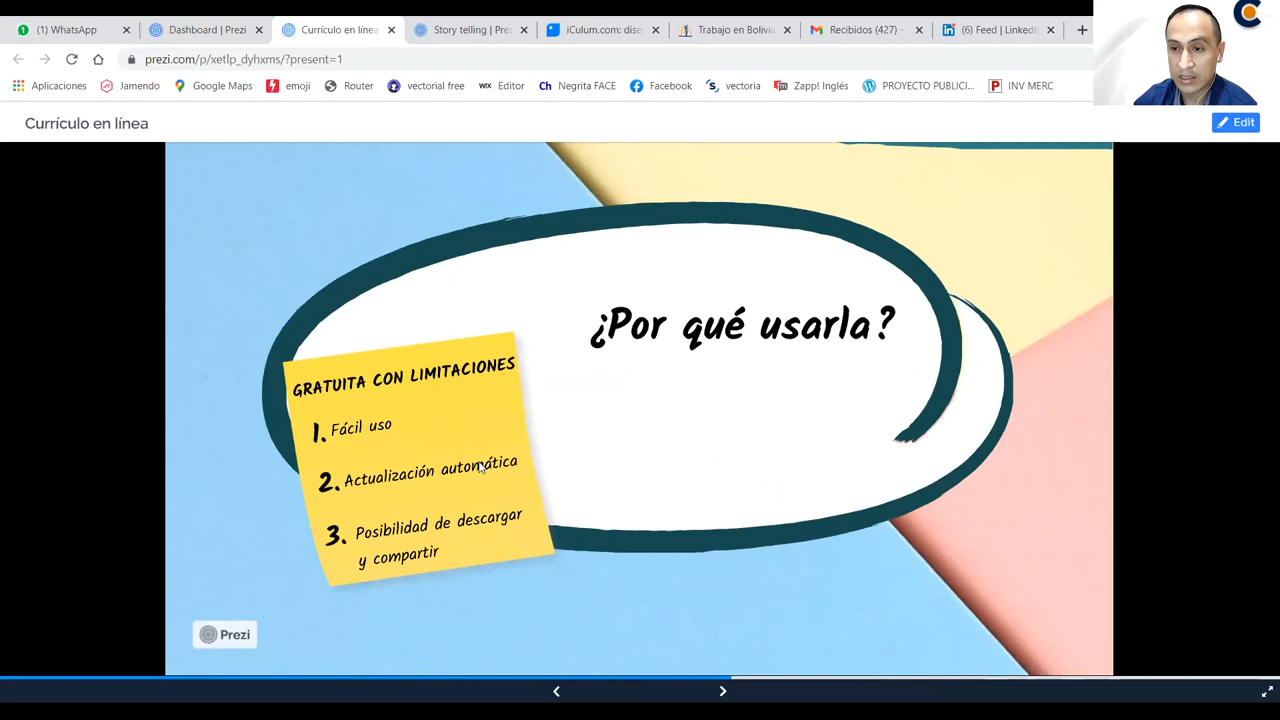 (1) WhatsApp
Dashboard | Prezi
Currículo en línea
Story telling | Prez
iCulum.com: dise
Trabajo en Bolivia
Recibidos (427) -
(6) Feed | LinkedIn
prezi.com/p/xetlp_dyhxms/?present=1
Aplicaciones
Jamendo
Google Maps
emoji
Router
vectorial free
WIX Editor
Ch Negrita FACE
Facebook
vectoria
Zapp! Inglés
PROYECTO PUBLICI...
INV MERC
Currículo en línea
Edit
¿Por qué usarla?
GRATUITA CON LIMITACIONES
1. Fácil uso
2. Actualización automática
3. Posibilidad de descargar
y compartir
Prezi